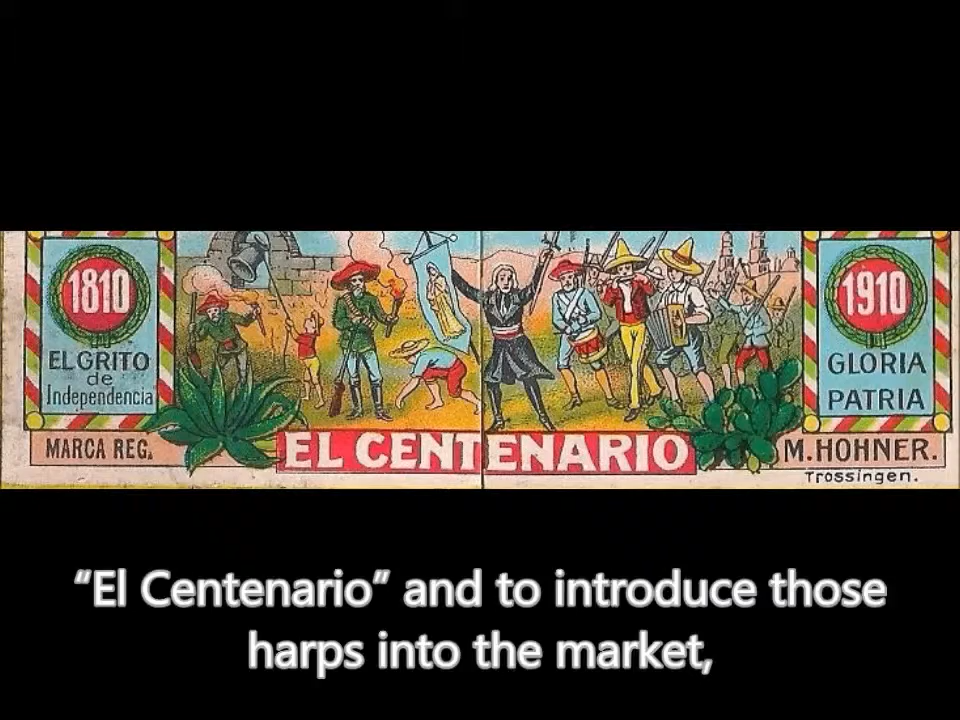 1810
EL GRITO
de
Independencia
MARCA REG.
EL CENTENARIO
1910
GLORIA
PATRIA
M. HOHNER.
Trossingen.
“El Centenario” and to introduce those
harps into the market,